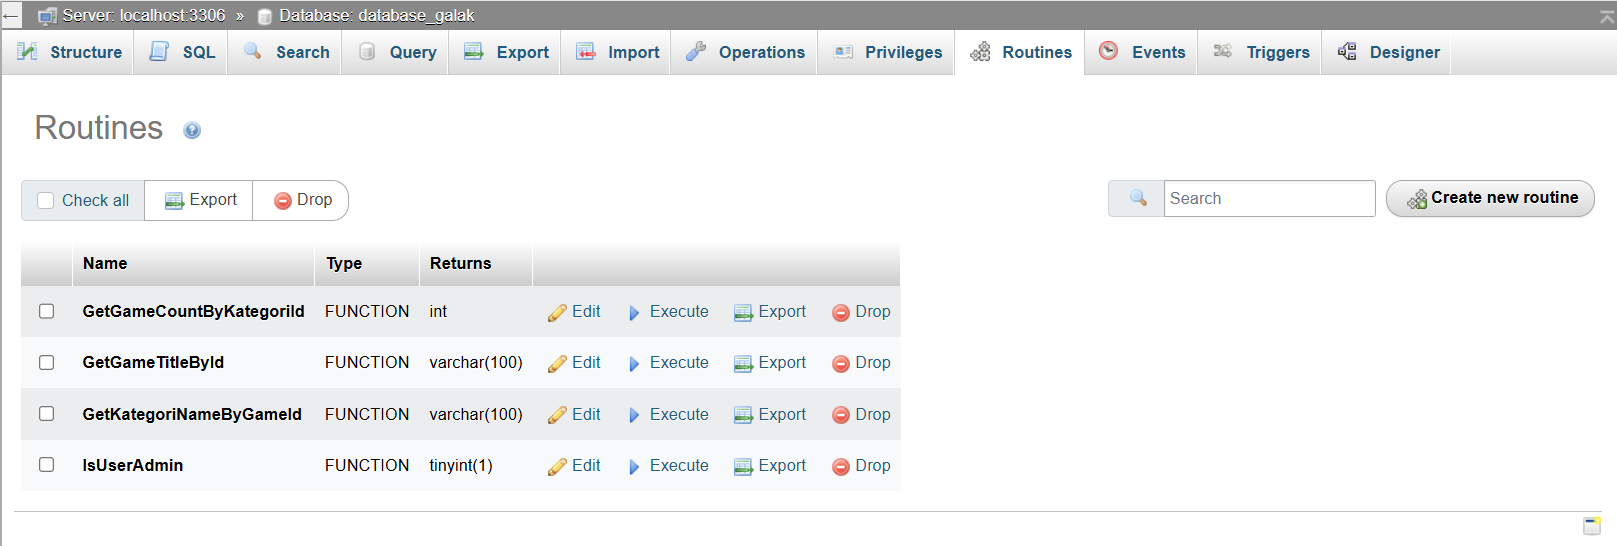 Server: localhost:3306 » Database: database_galak
Structure SQL Search Query Export Import Operations Privileges Routines Events Triggers Designer
Routines
Check all Export Drop Search Create new routine
Name Type Returns
GetGameCountByKategoriId FUNCTION int Edit Execute Export Drop
GetGameTitleById FUNCTION varchar(100) Edit Execute Export Drop
GetKategoriNameByGameId FUNCTION varchar(100) Edit Execute Export Drop
IsUserAdmin FUNCTION tinyint(1) Edit Execute Export Drop